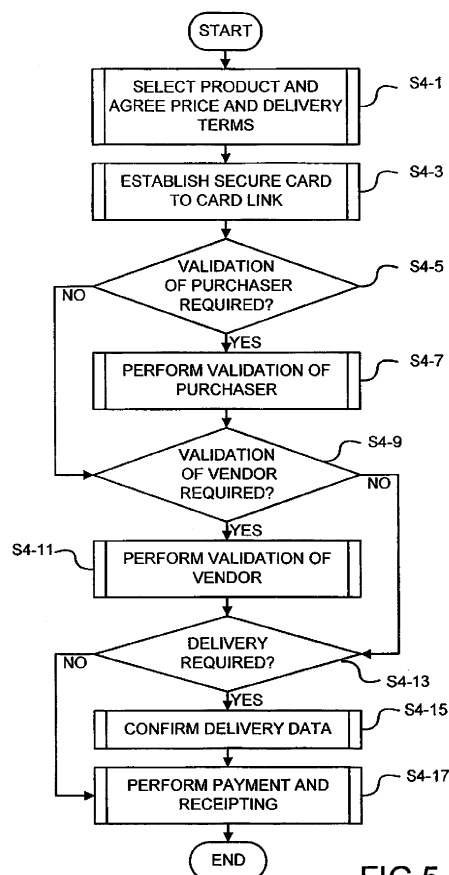 START
SELECT PRODUCT AND
AGREE PRICE AND DELIVERY
TERMS
S4-1
ESTABLISH SECURE CARD
TO CARD LINK
S4-3
VALIDATION
OF PURCHASER
REQUIRED?
S4-5
NO
YES
PERFORM VALIDATION OF
PURCHASER
S4-7
VALIDATION
OF VENDOR
REQUIRED?
S4-9
NO
YES
S4-11
PERFORM VALIDATION OF
VENDOR
DELIVERY
REQUIRED?
NO
S4-13
YES
CONFIRM DELIVERY DATA
S4-15
PERFORM PAYMENT AND
RECEIPTING
S4-17
END
FIG 5